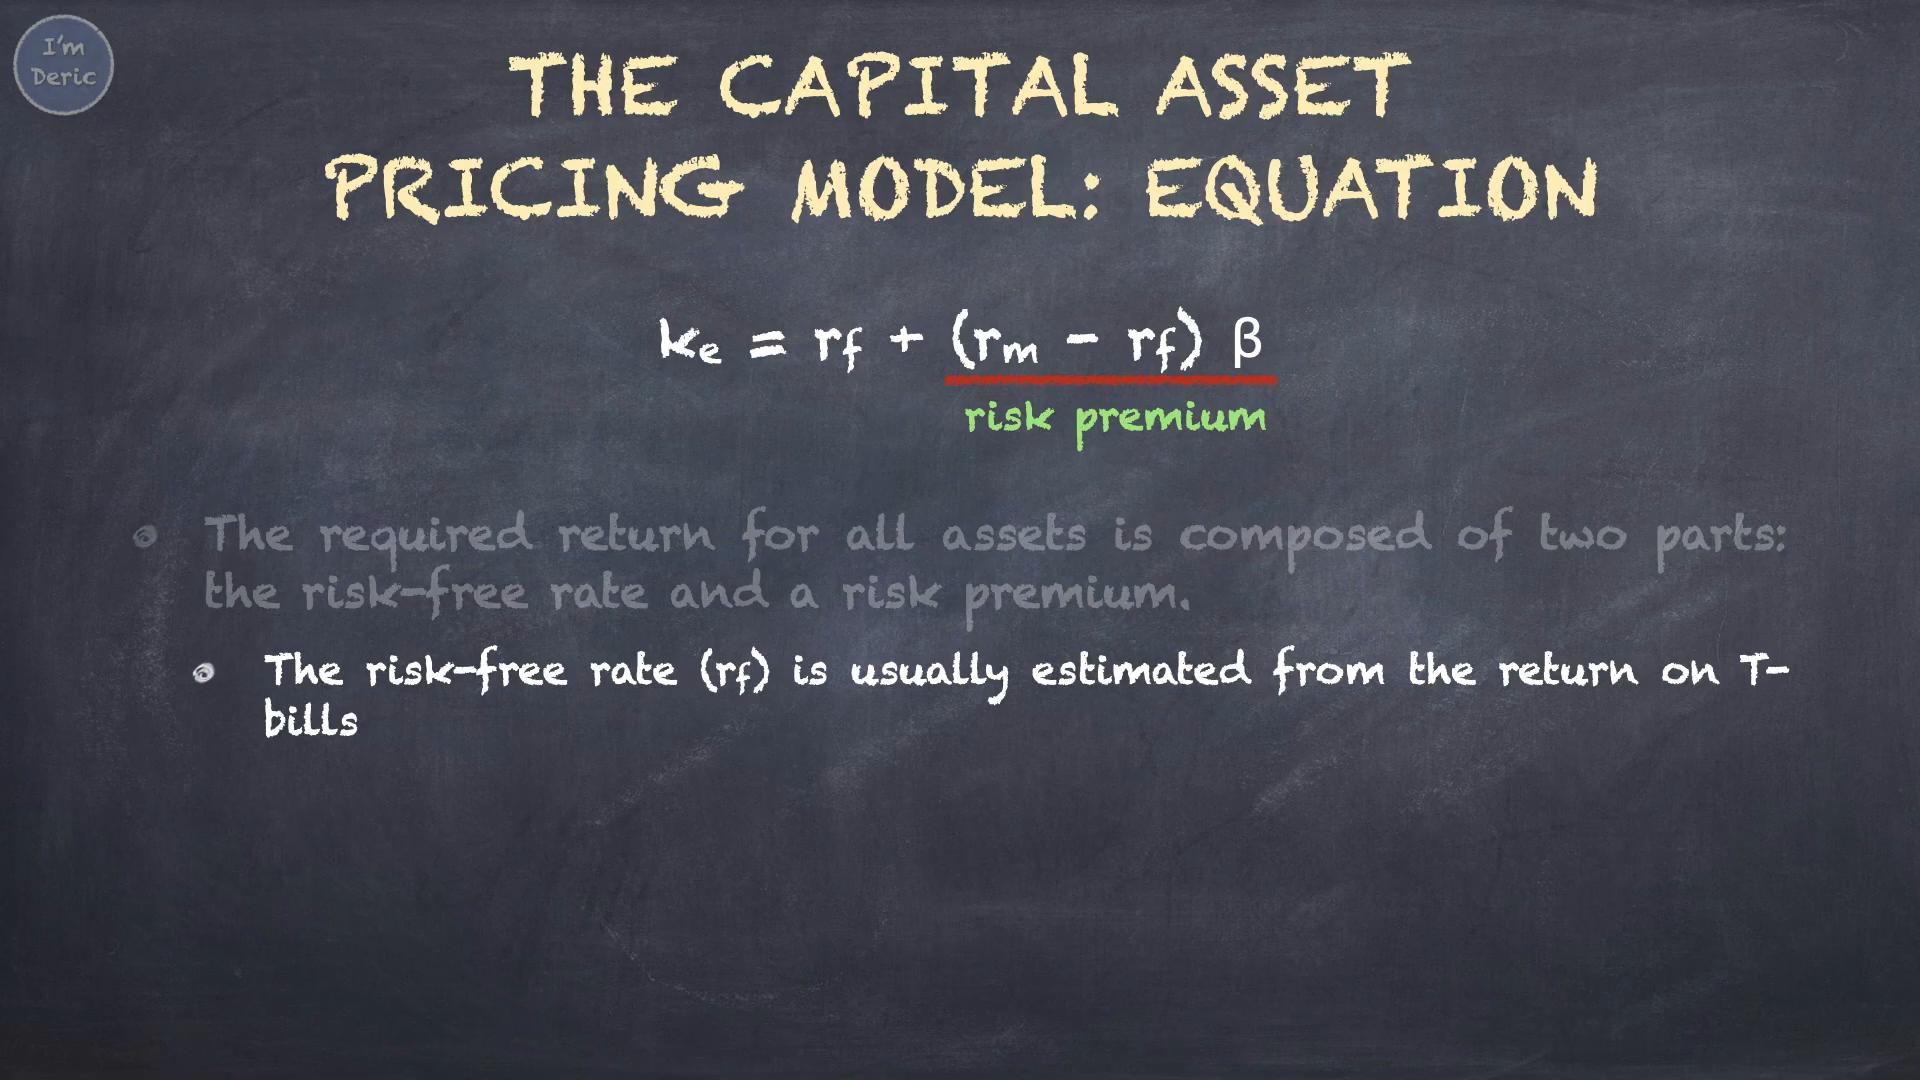 I'm
Deric
THE CAPITAL ASSET
PRICING MODEL: EQUATION
ke = rf + (rm - rf) β
risk premium
The required return for all assets is composed of two parts:
the risk-free rate and a risk premium.
The risk-free rate (rf) is usually estimated from the return on T-
bills